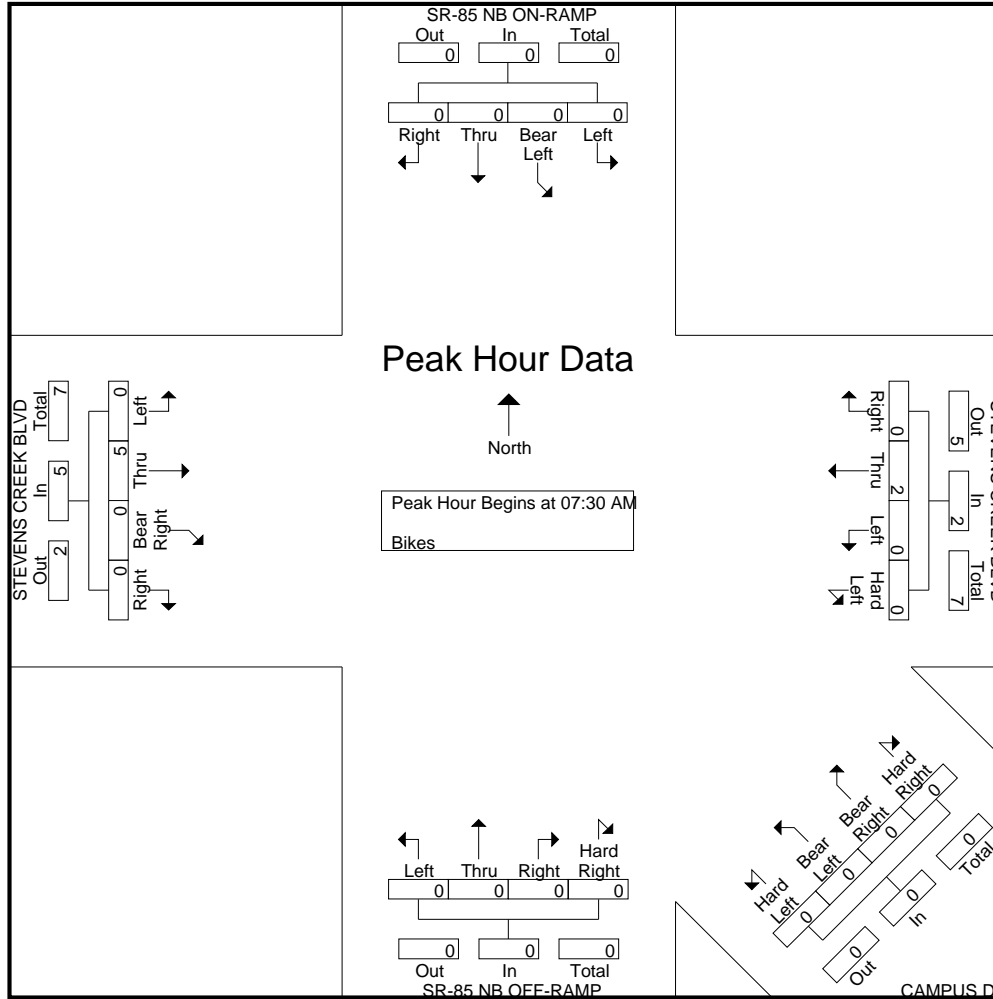 SR-85 NB ON-RAMP
Out In Total
0 0 0
0 0 0 0
Right Thru Bear Left Left
Peak Hour Data
North
Peak Hour Begins at 07:30 AM
Bikes
STEVENS CREEK BLVD
Total In Out
7 5 2
0 5 0 0
Left Thru Bear Right Right
Right Thru Left Hard Left
0 2 0 0
5 2 7
Out In Total
Hard Left Bear Left Bear Right Hard Right
0 0 0 0
0 0 0
Out In Total
CAMPUS
Left Thru Right Hard Right
0 0 0 0
0 0 0
Out In Total
SR-85 NB OFF-RAMP